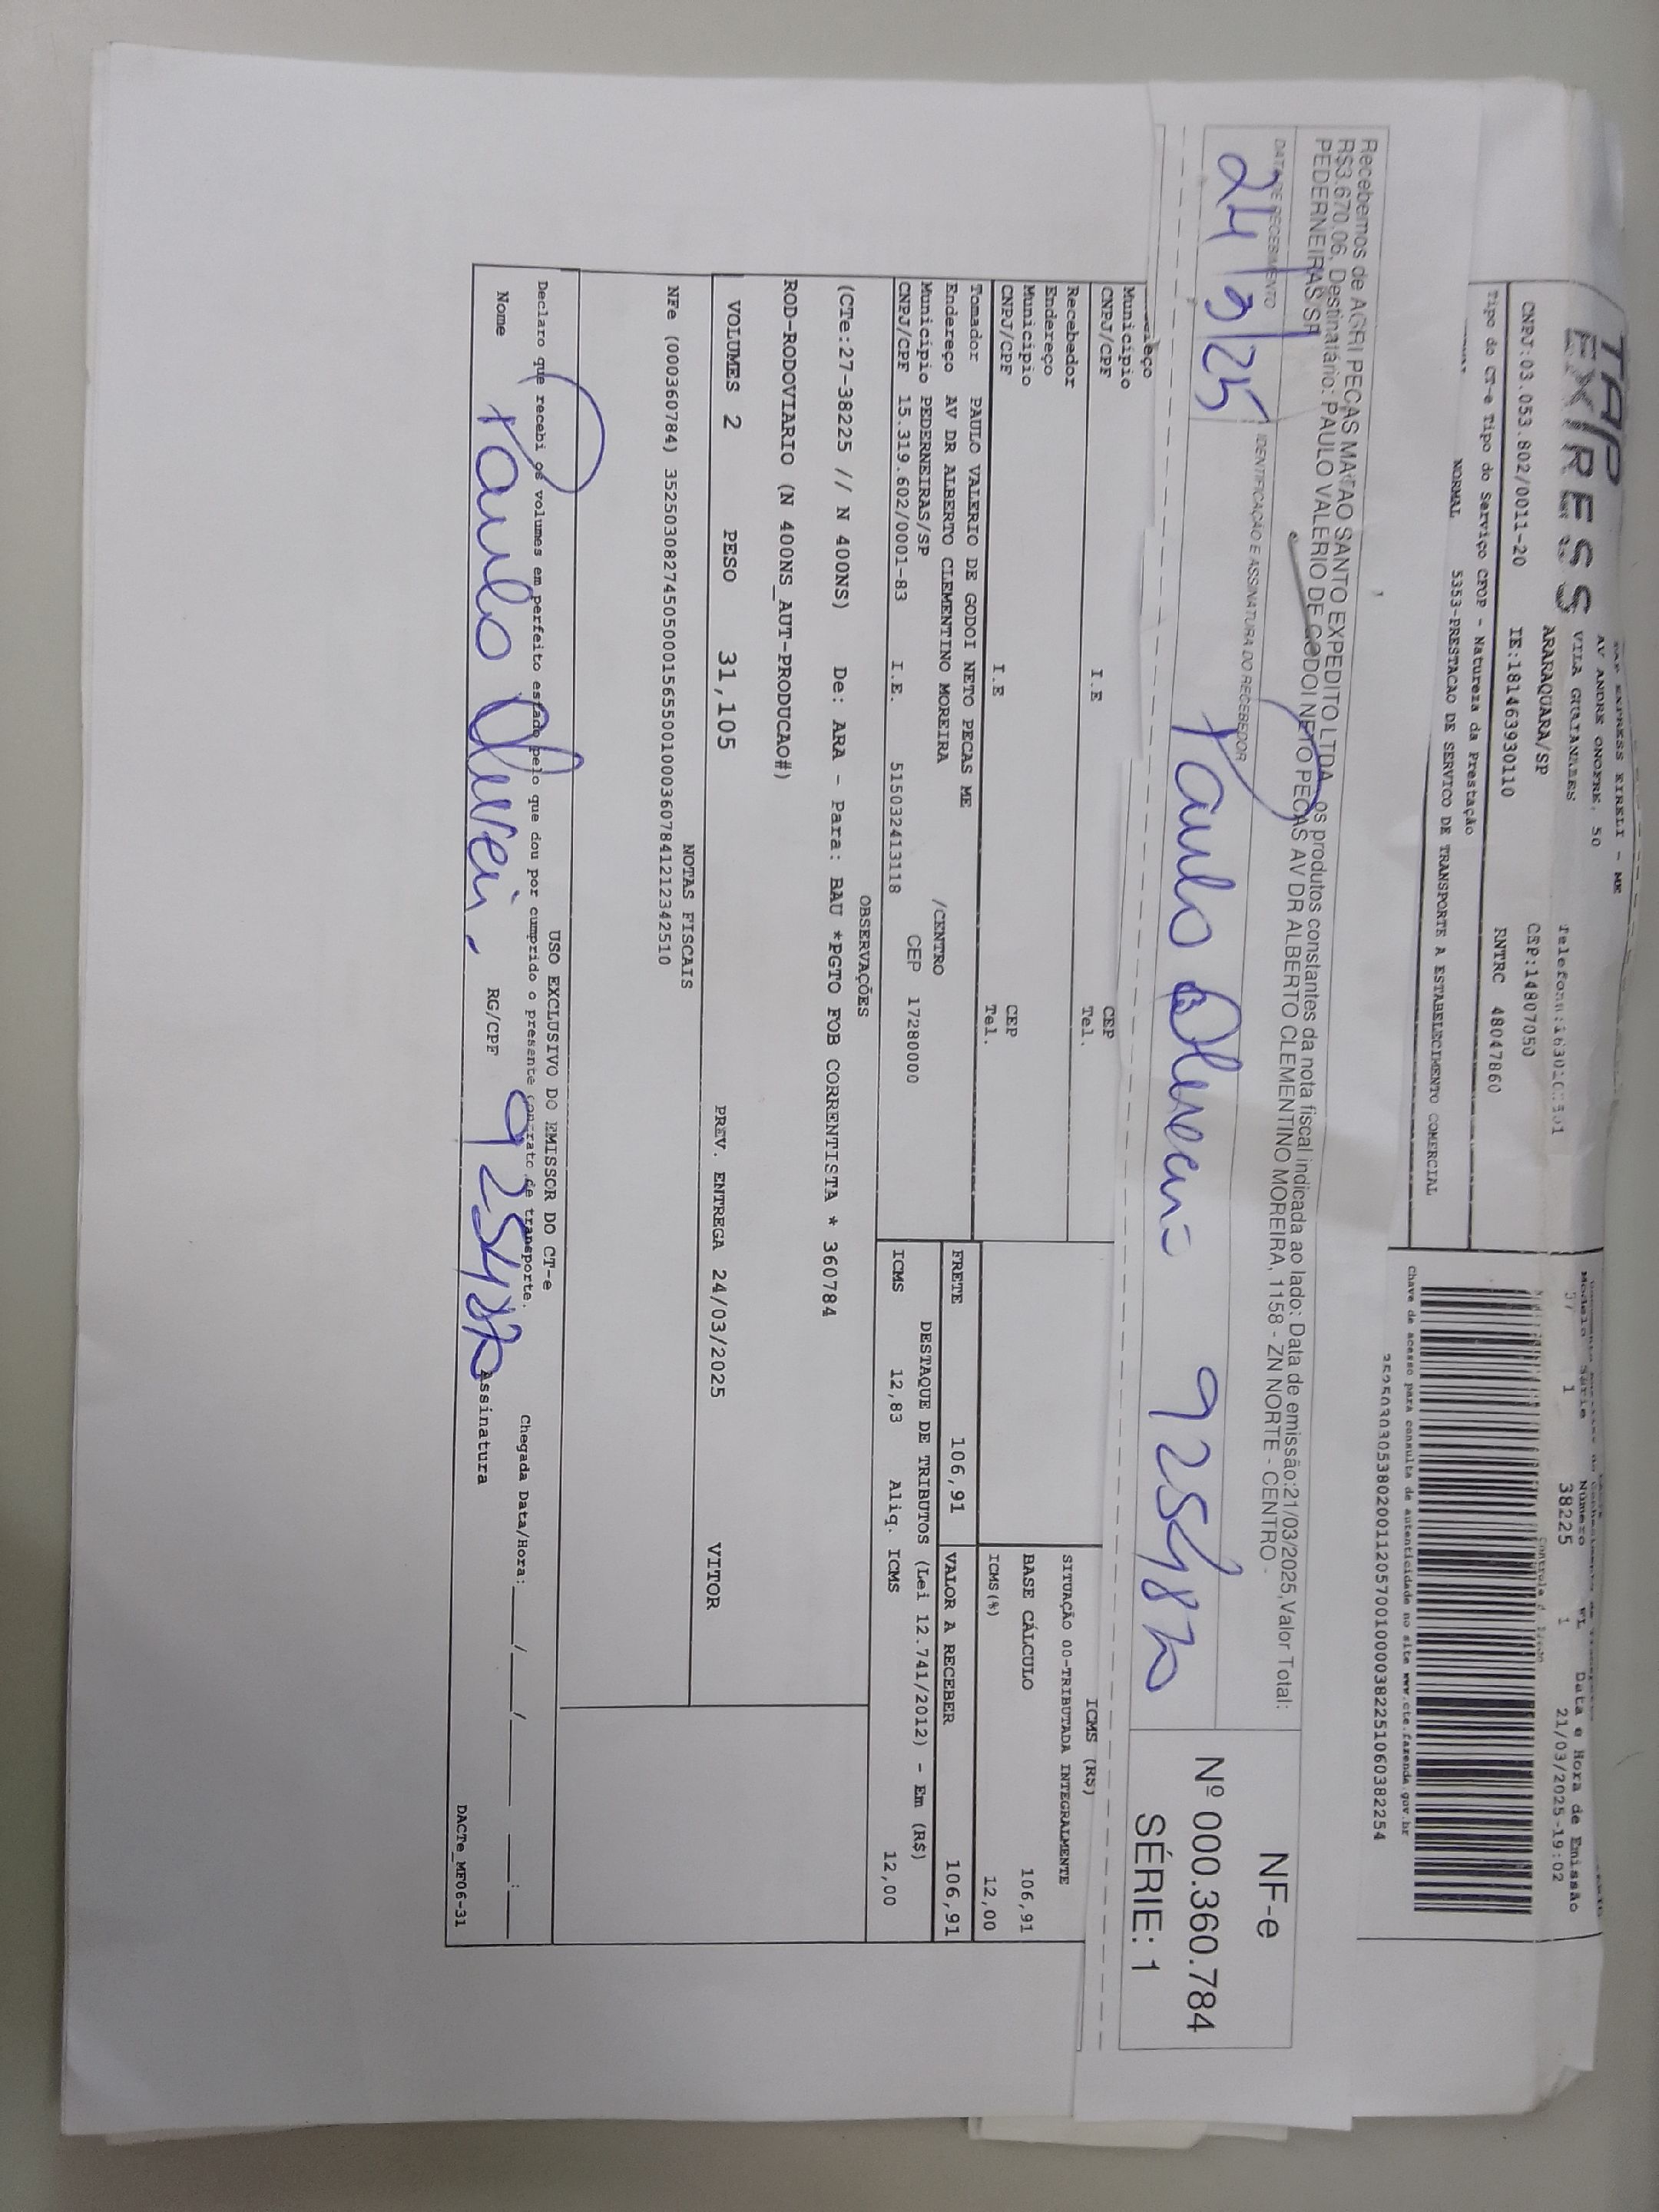 TAP EXPRESS EIRELI - ME
TAP EXPRESS
AV ANDRE ONOFRE, 50
VILA GUAIANAZES
ARARAQUARA/SP
CEP:14807050
CNPJ:03.053.802/0011-20 IE:181463930110 RNTRC 48047860
Modelo Série Número FL Data e Hora de Emissão
57 1 38225 1 21/03/2025-19:02
Tipo do CT-e Tipo do Serviço CFOP - Natureza da Prestação
NORMAL 5353-PRESTACAO DE SERVICO DE TRANSPORTE A ESTABELECIMENTO COMERCIAL
Chave de acesso para consulta de autenticidade no site www.cte.fazenda.gov.br
Recebemos de AGRI PECAS MATAO SANTO EXPEDITO LTDA os produtos constantes da nota fiscal indicada ao lado: Data de emissão:21/03/2025,Valor Total:
R$3.670,06, Destinatário: PAULO VALERIO DE GODOI NETO PECAS AV DR ALBERTO CLEMENTINO MOREIRA, 1158 - ZN NORTE - CENTRO -
PEDERNEIRAS/SP
DATA DE RECEBIMENTO IDENTIFICAÇÃO E ASSINATURA DO RECEBEDOR
NF-e
Nº 000.360.784
SÉRIE: 1
Município
CNPJ/CPF I.E CEP
Tel.
Recebedor
Endereço
Município CEP
CNPJ/CPF I.E Tel.
ICMS (R$)
SITUAÇÃO 00-TRIBUTADA INTEGRALMENTE
BASE CÁLCULO 106,91
ICMS(%) 12,00
Tomador PAULO VALERIO DE GODOI NETO PECAS ME
Endereço AV DR ALBERTO CLEMENTINO MOREIRA /CENTRO
Município PEDERNEIRAS/SP CEP 17280000
CNPJ/CPF 15.319.602/0001-83 I.E. 515032413118
FRETE 106,91 VALOR A RECEBER 106,91
DESTAQUE DE TRIBUTOS (Lei 12.741/2012) - Em (R$)
ICMS 12,83 Aliq. ICMS 12,00
OBSERVAÇÕES
(CTe:27-38225 // N 400NS) De: ARA - Para: BAU *PGTO FOB CORRENTISTA * 360784
ROD-RODOVIARIO (N 400NS_AUT-PRODUCAO#)
VOLUMES 2 PESO 31,105 PREV. ENTREGA 24/03/2025 VITOR
NOTAS FISCAIS
NFe (000360784) 35250308274505000156550010003607841212342510
USO EXCLUSIVO DO EMISSOR DO CT-e
Declaro que recebi os volumes em perfeito estado pelo que dou por cumprido o presente contrato de transporte. Chegada Data/Hora:____/____/______ ____:____
Nome Paulo RG/CPF Assinatura
DACTe_MF06-31